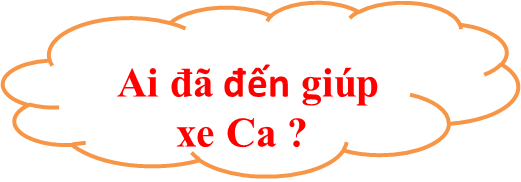 Ai đã đến giúp
xe Ca ?